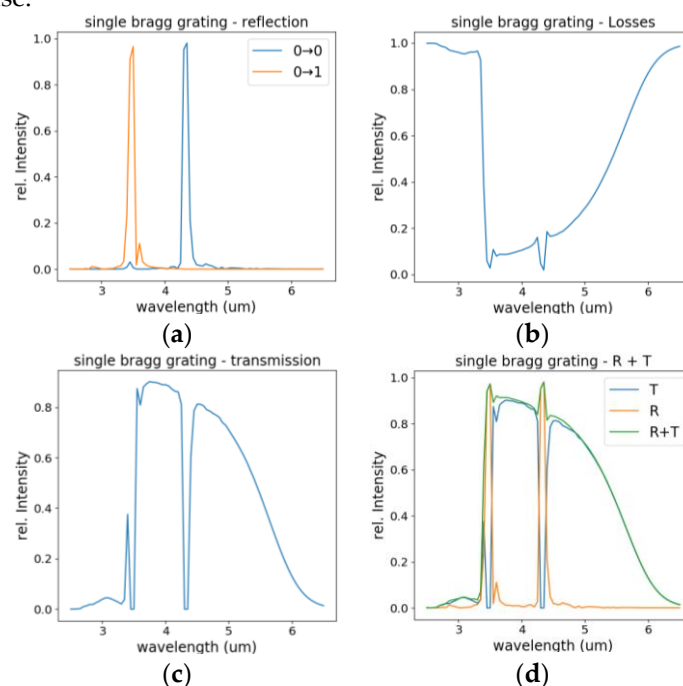 single bragg grating - reflection
rel. Intensity
1.0
0.8
0.6
0.4
0.2
0.0
0→0
0→1
3 4 5 6
wavelength (um)
(a)
single bragg grating - Losses
rel. Intensity
1.0
0.8
0.6
0.4
0.2
0.0
3 4 5 6
wavelength (um)
(b)
single bragg grating - transmission
rel. Intensity
0.8
0.6
0.4
0.2
0.0
3 4 5 6
wavelength (um)
(c)
single bragg grating - R + T
rel. Intensity
1.0
0.8
0.6
0.4
0.2
0.0
T
R
R+T
3 4 5 6
wavelength (um)
(d)